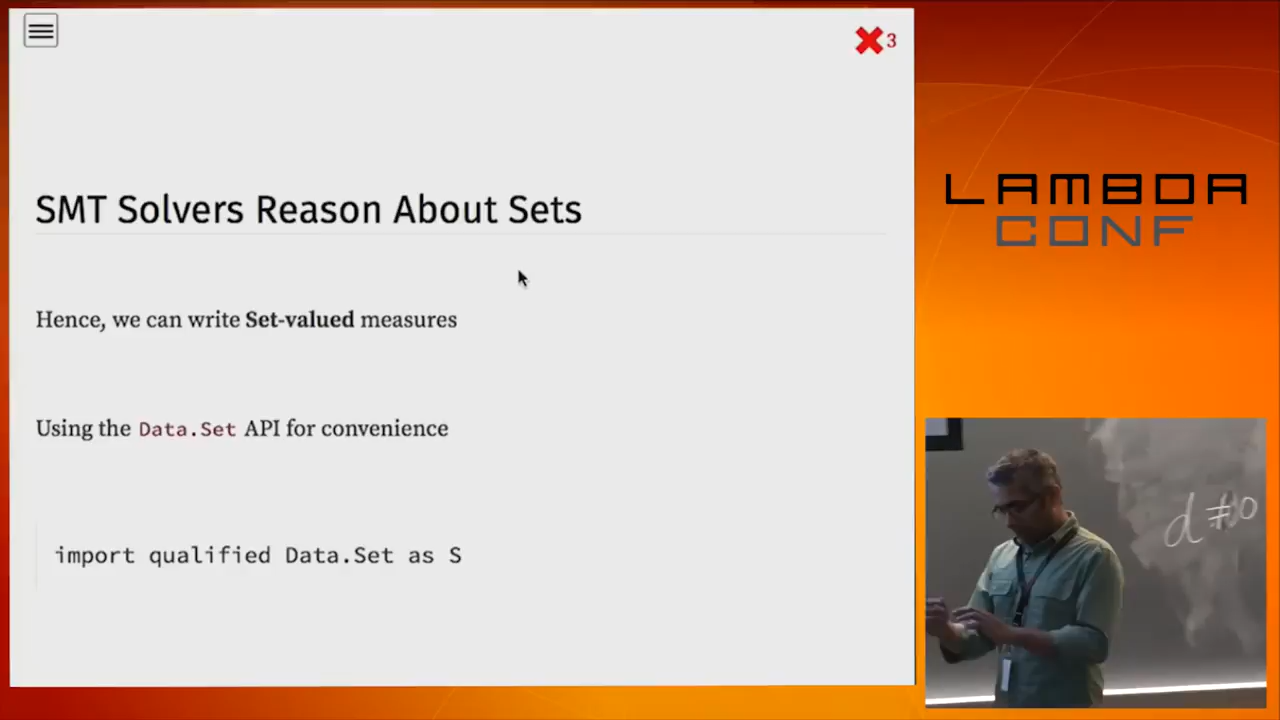 3
SMT Solvers Reason About Sets
Hence, we can write Set-valued measures
Using the Data.Set API for convenience
import qualified Data.Set as S
LAMBDA
CONF
d ≠ 0